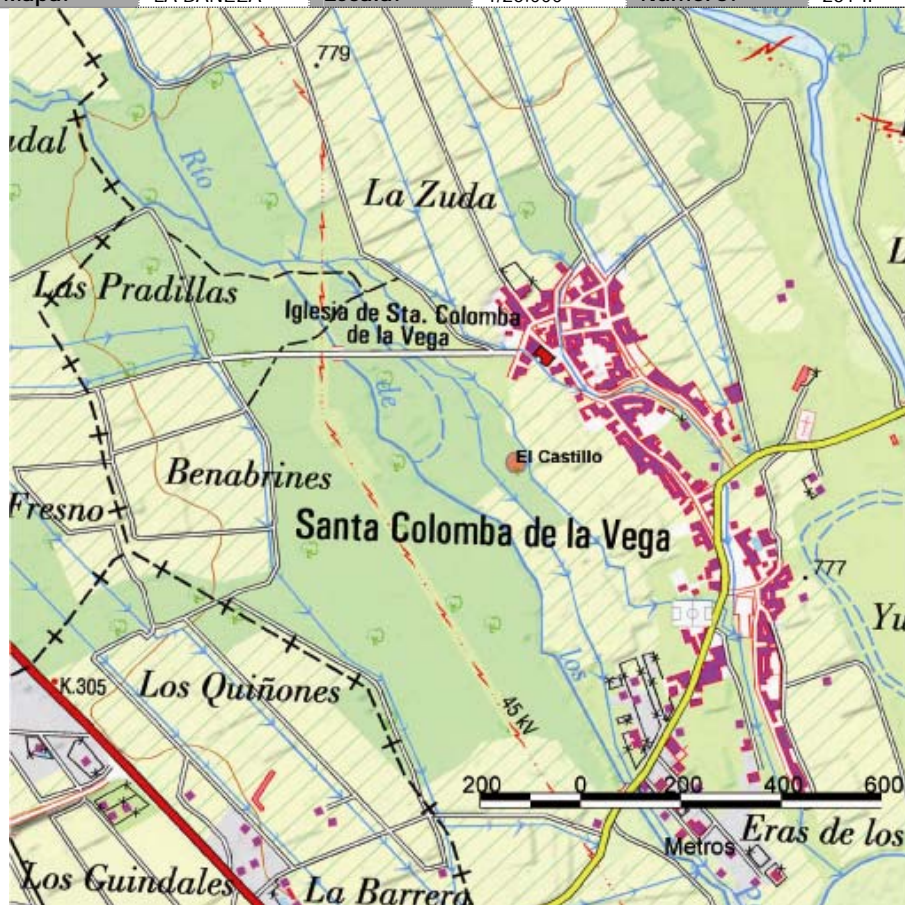 LA BAÑEZA
779
Río
La Zuda
Las Pradillas
Iglesia de Sta. Colomba
de la Vega
de
El Castillo
Benabrines
Fresno
Santa Colomba de la Vega
777
K.305
Los Quiñones
los
45 kV
200 0 200 400 600
Metros
Eras de los
Los Guindales
La Barrera